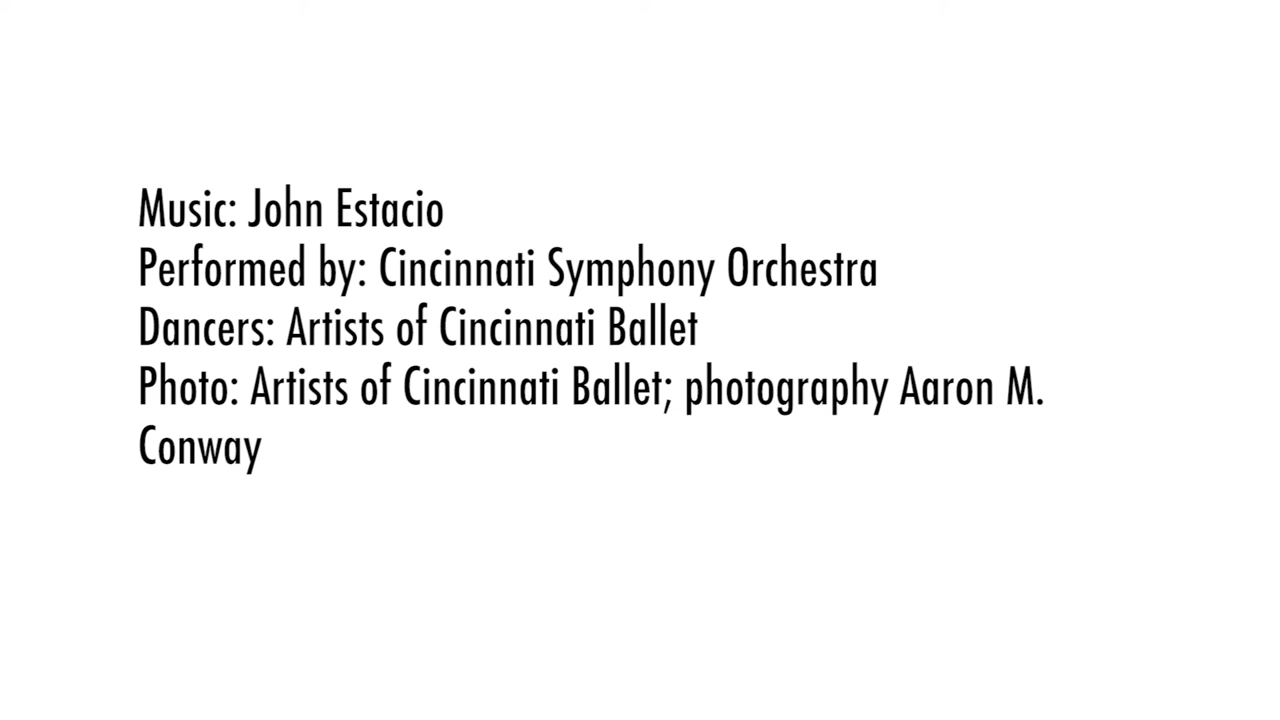 Music: John Estacio
Performed by: Cincinnati Symphony Orchestra
Dancers: Artists of Cincinnati Ballet
Photo: Artists of Cincinnati Ballet; photography Aaron M.
Conway